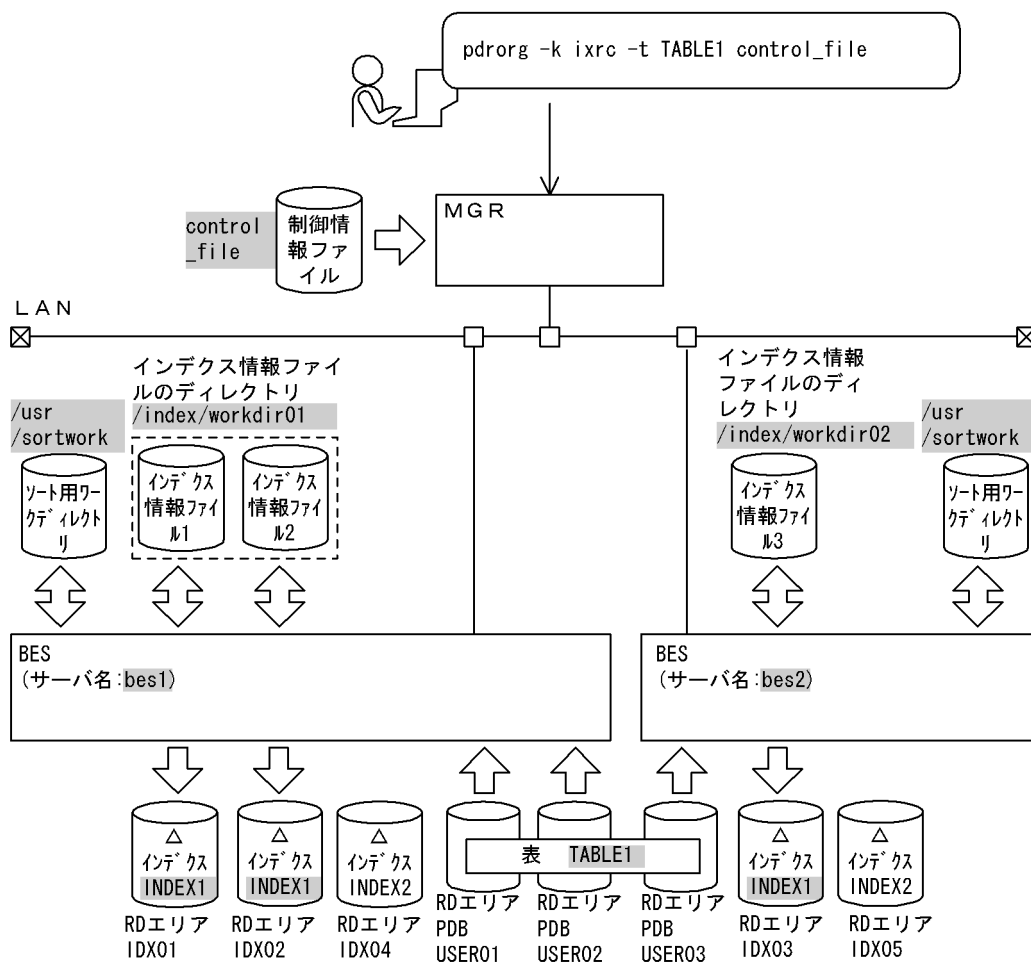 pdrorg -k ixrc -t TABLE1 control_file
MGR
control
_file
制御情
報ファ
イル
LAN
インデクス情報ファイ
ルのディレクトリ
/index/workdir01
/usr
/sortwork
ソート用ワー
クディレクト
リ
インデクス
情報ファイ
ル1
インデクス
情報ファイ
ル2
インデクス情報
ファイルのディ
レクトリ
/index/workdir02
/usr
/sortwork
インデクス
情報ファイ
ル3
ソート用ワー
クディレクト
リ
BES
(サーバ名:bes1)
BES
(サーバ名:bes2)
インデクス
INDEX1
RDエリア
IDX01
インデクス
INDEX1
RDエリア
IDX02
インデクス
INDEX2
RDエリア
IDX04
表 TABLE1
RDエリア
PDB
USER01
RDエリア
PDB
USER02
RDエリア
PDB
USER03
インデクス
INDEX1
RDエリア
IDX03
インデクス
INDEX2
RDエリア
IDX05